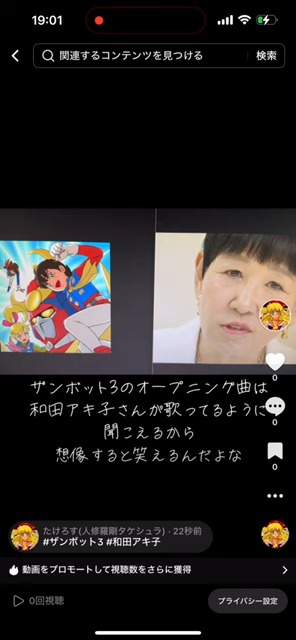 19:01
関連するコンテンツを見つける
検索
ザンボット3のオープニング曲は
和田アキ子さんが歌ってるように
聞こえるから
想像すると笑えるんだよな
0
0
0
たけろす(人修羅剛タケシュラ) · 22秒前
#ザンボット3 #和田アキ子
動画をプロモートして視聴数をさらに獲得
0回視聴
プライバシー設定